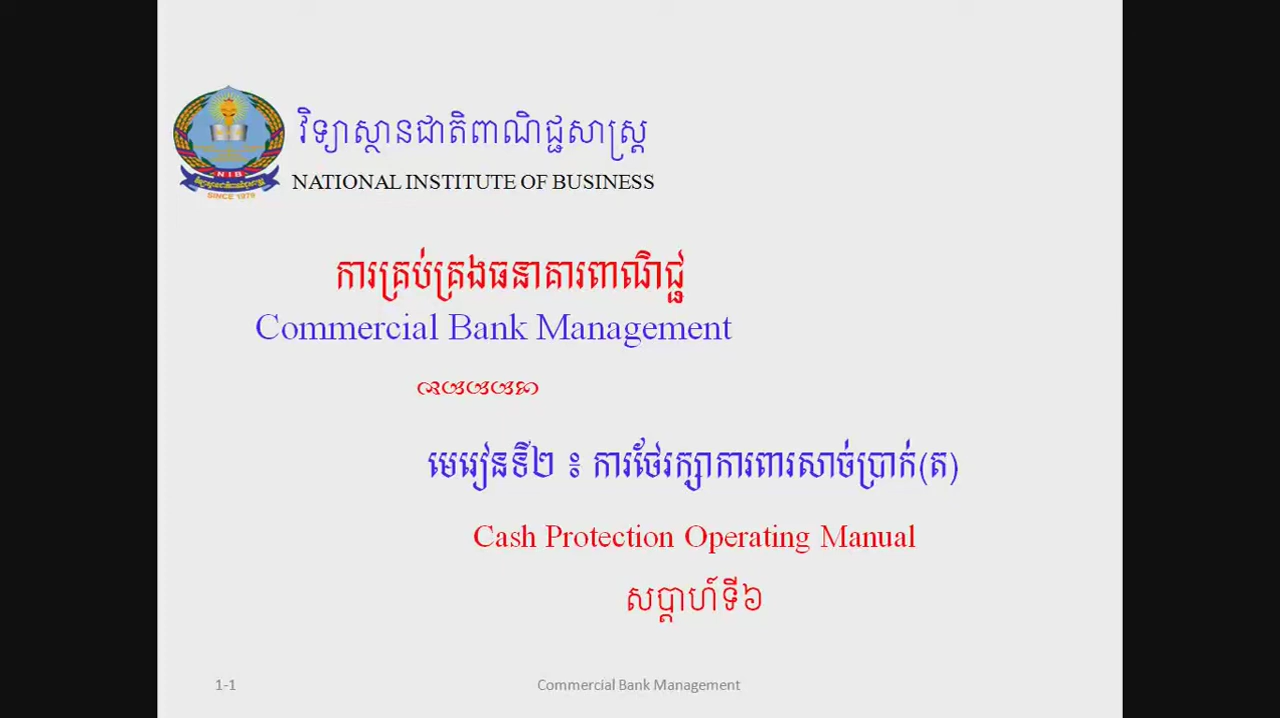 វិទ្យាស្ថានជាតិពាណិជ្ជសាស្ត្រ
NATIONAL INSTITUTE OF BUSINESS
NIB
SINCE 1979
ការគ្រប់គ្រងធនាគារពាណិជ្ជ
Commercial Bank Management
មេរៀនទី២ ៖ ការថែរក្សាការពារសាច់ប្រាក់(ត)
Cash Protection Operating Manual
សប្តាហ៍ទី៦
1-1
Commercial Bank Management